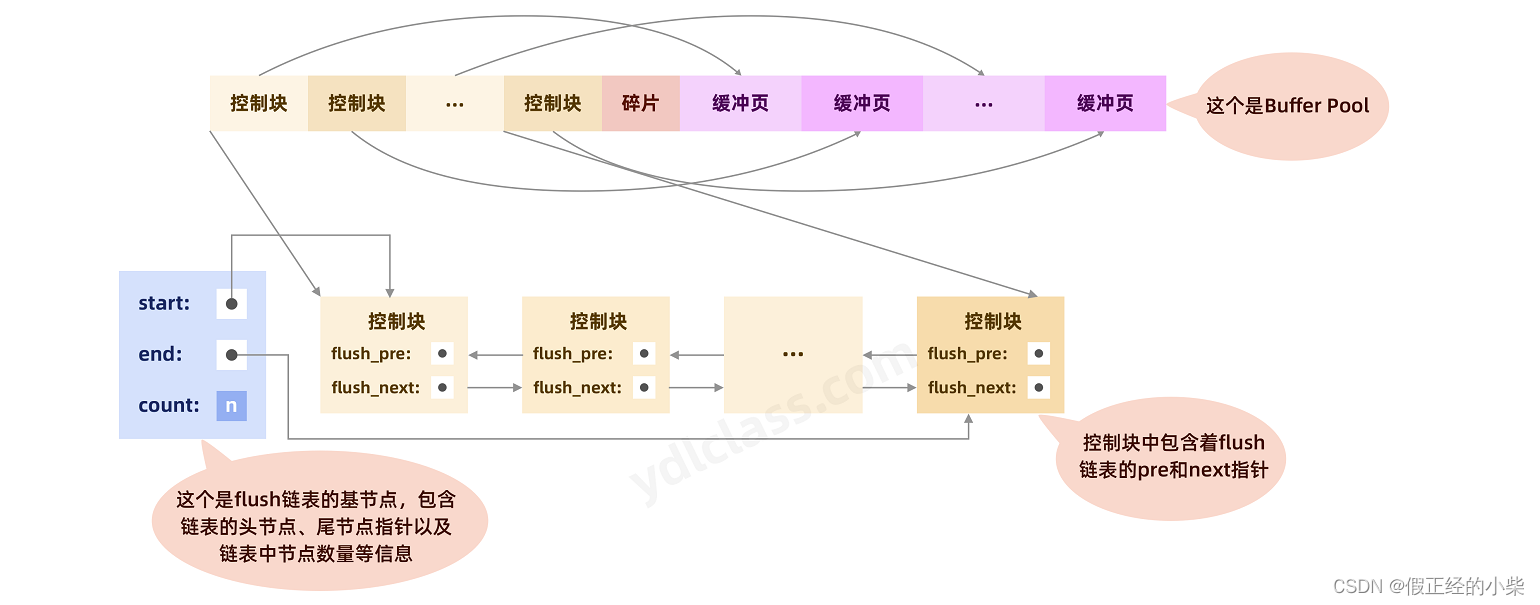 控制块 控制块 ... 控制块 碎片 缓冲页 缓冲页 ... 缓冲页
这个是Buffer Pool
start:
end:
count: n
控制块
flush_pre:
flush_next:
控制块
flush_pre:
flush_next:
...
控制块
flush_pre:
flush_next:
控制块中包含着flush
链表的pre和next指针
这个是flush链表的基节点，包含
链表的头节点、尾节点指针以及
链表中节点数量等信息
ydlclass.com
CSDN @假正经的小柴